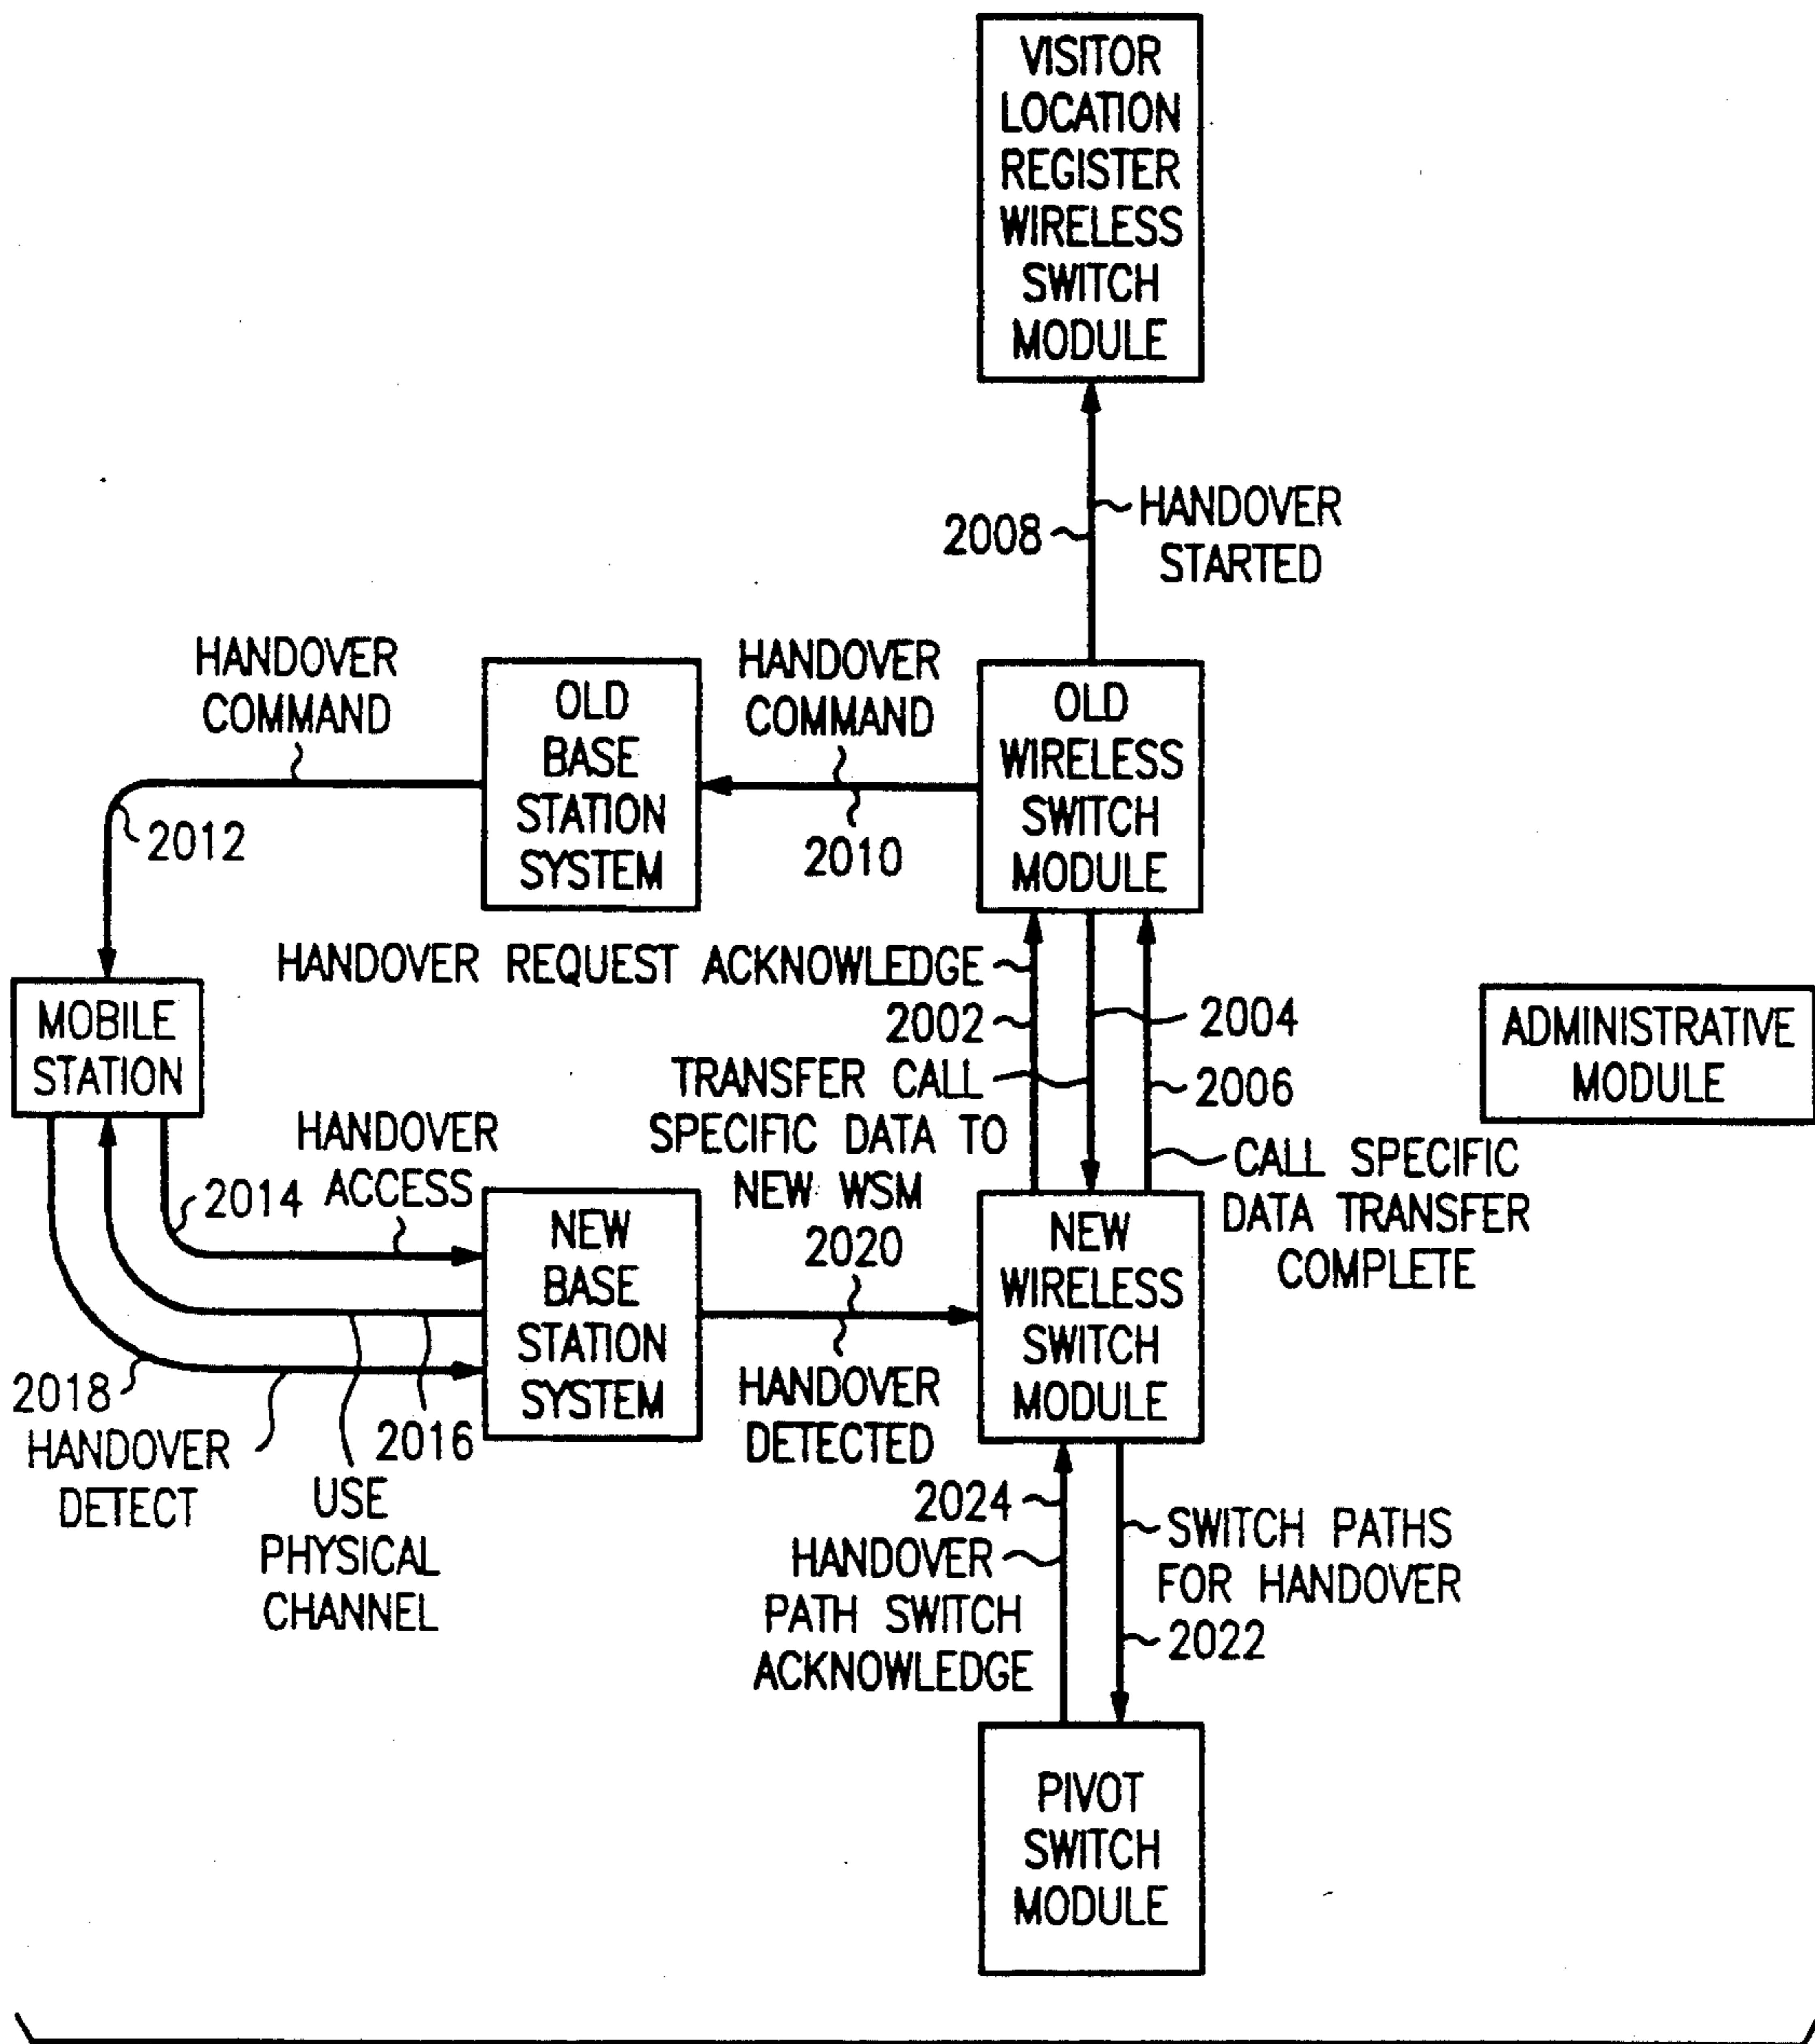 VISITOR
LOCATION
REGISTER
WIRELESS
SWITCH
MODULE
2008
HANDOVER
STARTED
HANDOVER
COMMAND
2012
OLD
BASE
STATION
SYSTEM
HANDOVER
COMMAND
2010
OLD
WIRELESS
SWITCH
MODULE
MOBILE
STATION
HANDOVER REQUEST ACKNOWLEDGE
2002
TRANSFER CALL
SPECIFIC DATA TO
NEW WSM
2004
2006
CALL SPECIFIC
DATA TRANSFER
COMPLETE
ADMINISTRATIVE
MODULE
HANDOVER
ACCESS
2014
2018
HANDOVER
DETECT
2016
USE
PHYSICAL
CHANNEL
NEW
BASE
STATION
SYSTEM
2020
HANDOVER
DETECTED
NEW
WIRELESS
SWITCH
MODULE
2024
HANDOVER
PATH SWITCH
ACKNOWLEDGE
SWITCH PATHS
FOR HANDOVER
2022
PIVOT
SWITCH
MODULE